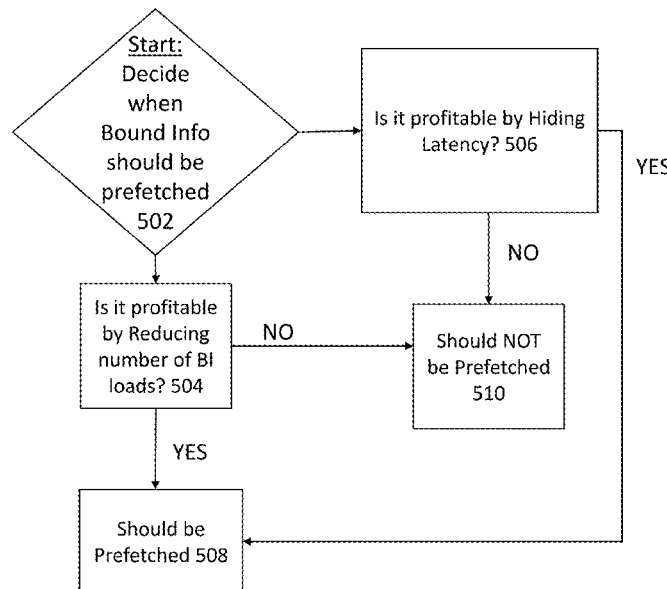 Start:
Decide
when
Bound Info
should be
prefetched
502
Is it profitable by Hiding
Latency? 506
YES
NO
Is it profitable
by Reducing
number of BI
loads? 504
NO
Should NOT
be Prefetched
510
YES
Should be
Prefetched 508